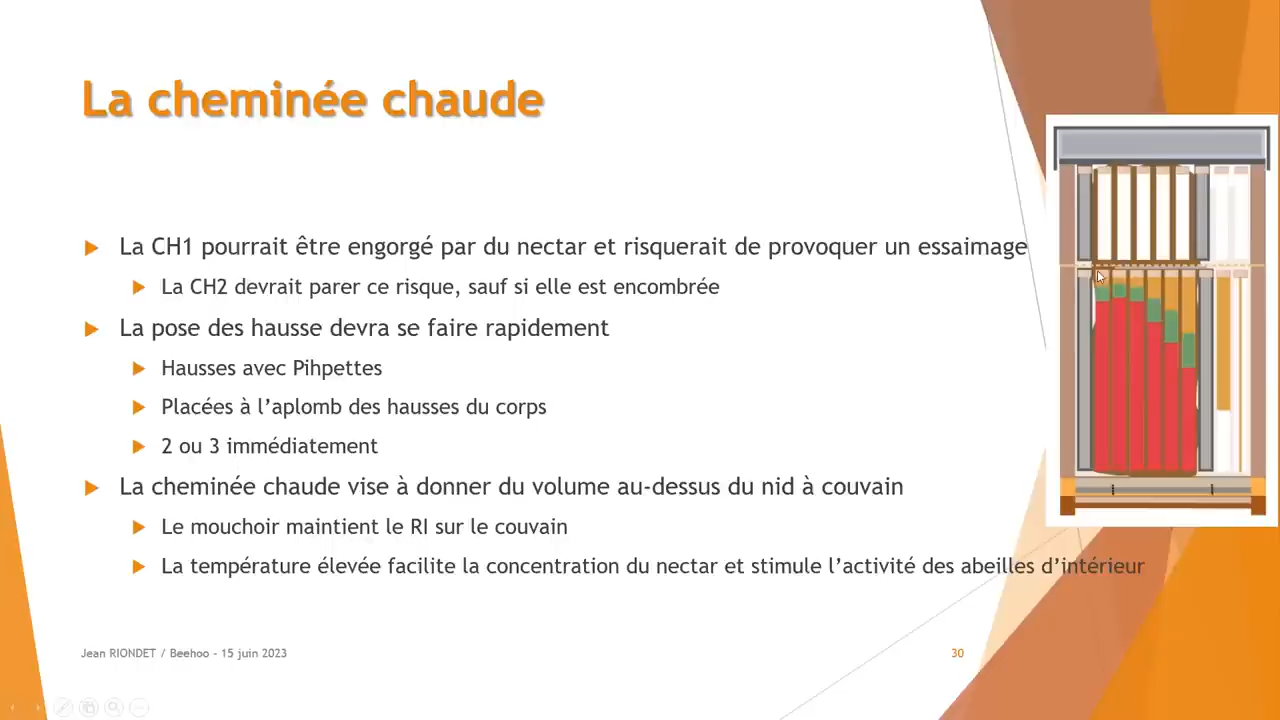 La cheminée chaude
La CH1 pourrait être engorgé par du nectar et risquerait de provoquer un essaimage
La CH2 devrait parer ce risque, sauf si elle est encombrée
La pose des hausse devra se faire rapidement
Hausses avec Pihpettes
Placées à l’aplomb des hausses du corps
2 ou 3 immédiatement
La cheminée chaude vise à donner du volume au-dessus du nid à couvain
Le mouchoir maintient le RI sur le couvain
La température élevée facilite la concentration du nectar et stimule l’activité des abeilles d’intérieur
Jean RIONDET / Beehoo - 15 juin 2023
30